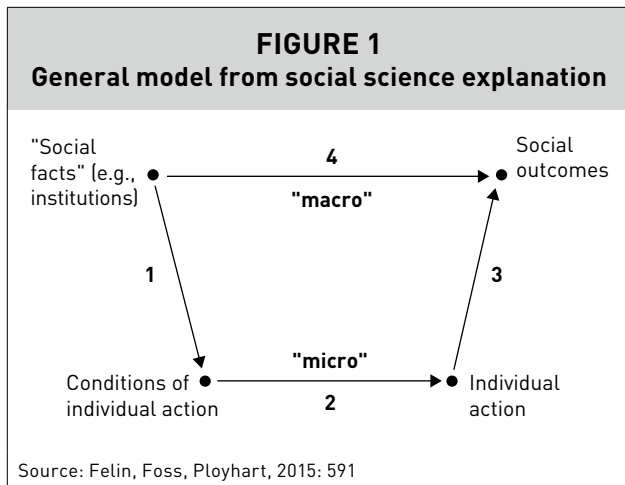 FIGURE 1
General model from social science explanation
"Social
facts" (e.g.,
institutions)
4
"macro"
Social
outcomes
1
3
"micro"
2
Conditions of
individual action
Individual
action
Source: Felin, Foss, Ployhart, 2015: 591